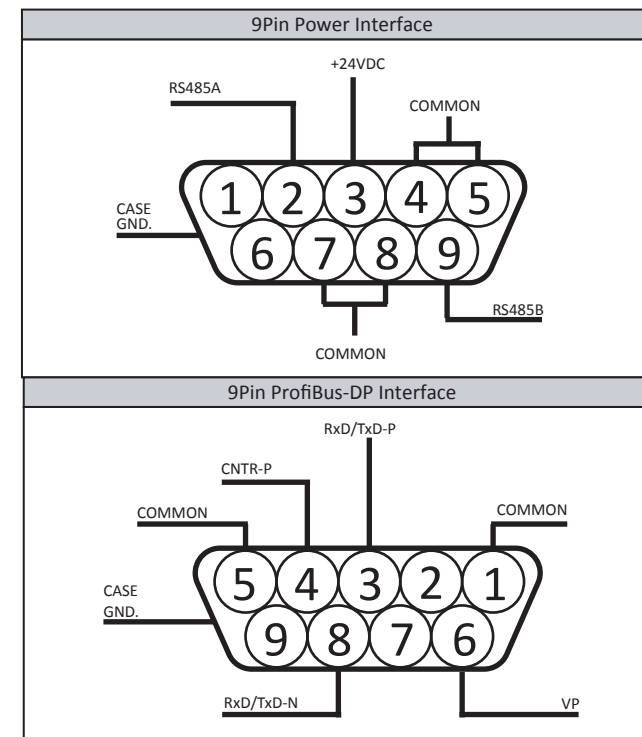 9Pin Power Interface
+24VDC
RS485A
COMMON
1 2 3 4 5
CASE
GND.
6 7 8 9
RS485B
COMMON
9Pin ProfiBus-DP Interface
RxD/TxD-P
CNTR-P
COMMON
COMMON
5 4 3 2 1
CASE
GND.
9 8 7 6
RxD/TxD-N
VP